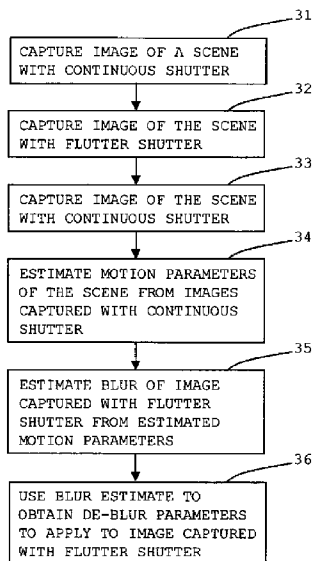 31
CAPTURE IMAGE OF A SCENE
WITH CONTINUOUS SHUTTER
32
CAPTURE IMAGE OF THE SCENE
WITH FLUTTER SHUTTER
33
CAPTURE IMAGE OF THE SCENE
WITH CONTINUOUS SHUTTER
34
ESTIMATE MOTION PARAMETERS
OF THE SCENE FROM IMAGES
CAPTURED WITH CONTINUOUS
SHUTTER
35
ESTIMATE BLUR OF IMAGE
CAPTURED WITH FLUTTER
SHUTTER FROM ESTIMATED
MOTION PARAMETERS
36
USE BLUR ESTIMATE TO
OBTAIN DE-BLUR PARAMETERS
TO APPLY TO IMAGE CAPTURED
WITH FLUTTER SHUTTER